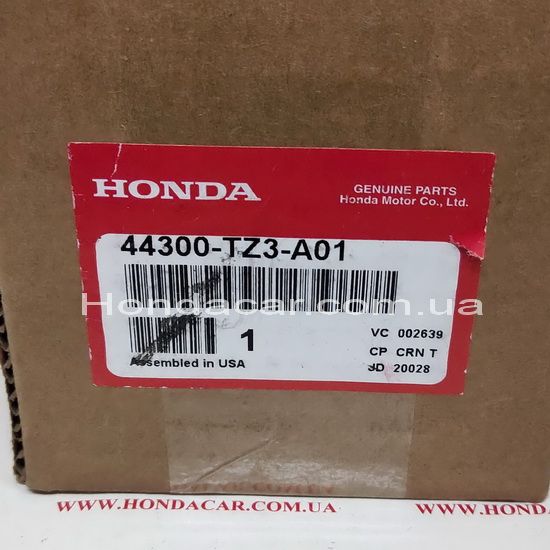 HONDA
GENUINE PARTS
Honda Motor Co., Ltd.
44300-TZ3-A01
Hondacar.com.ua
1
VC 002639
CP CRN T
JD 20028
Assembled in USA
WWW.HONDACAR.COM.UA